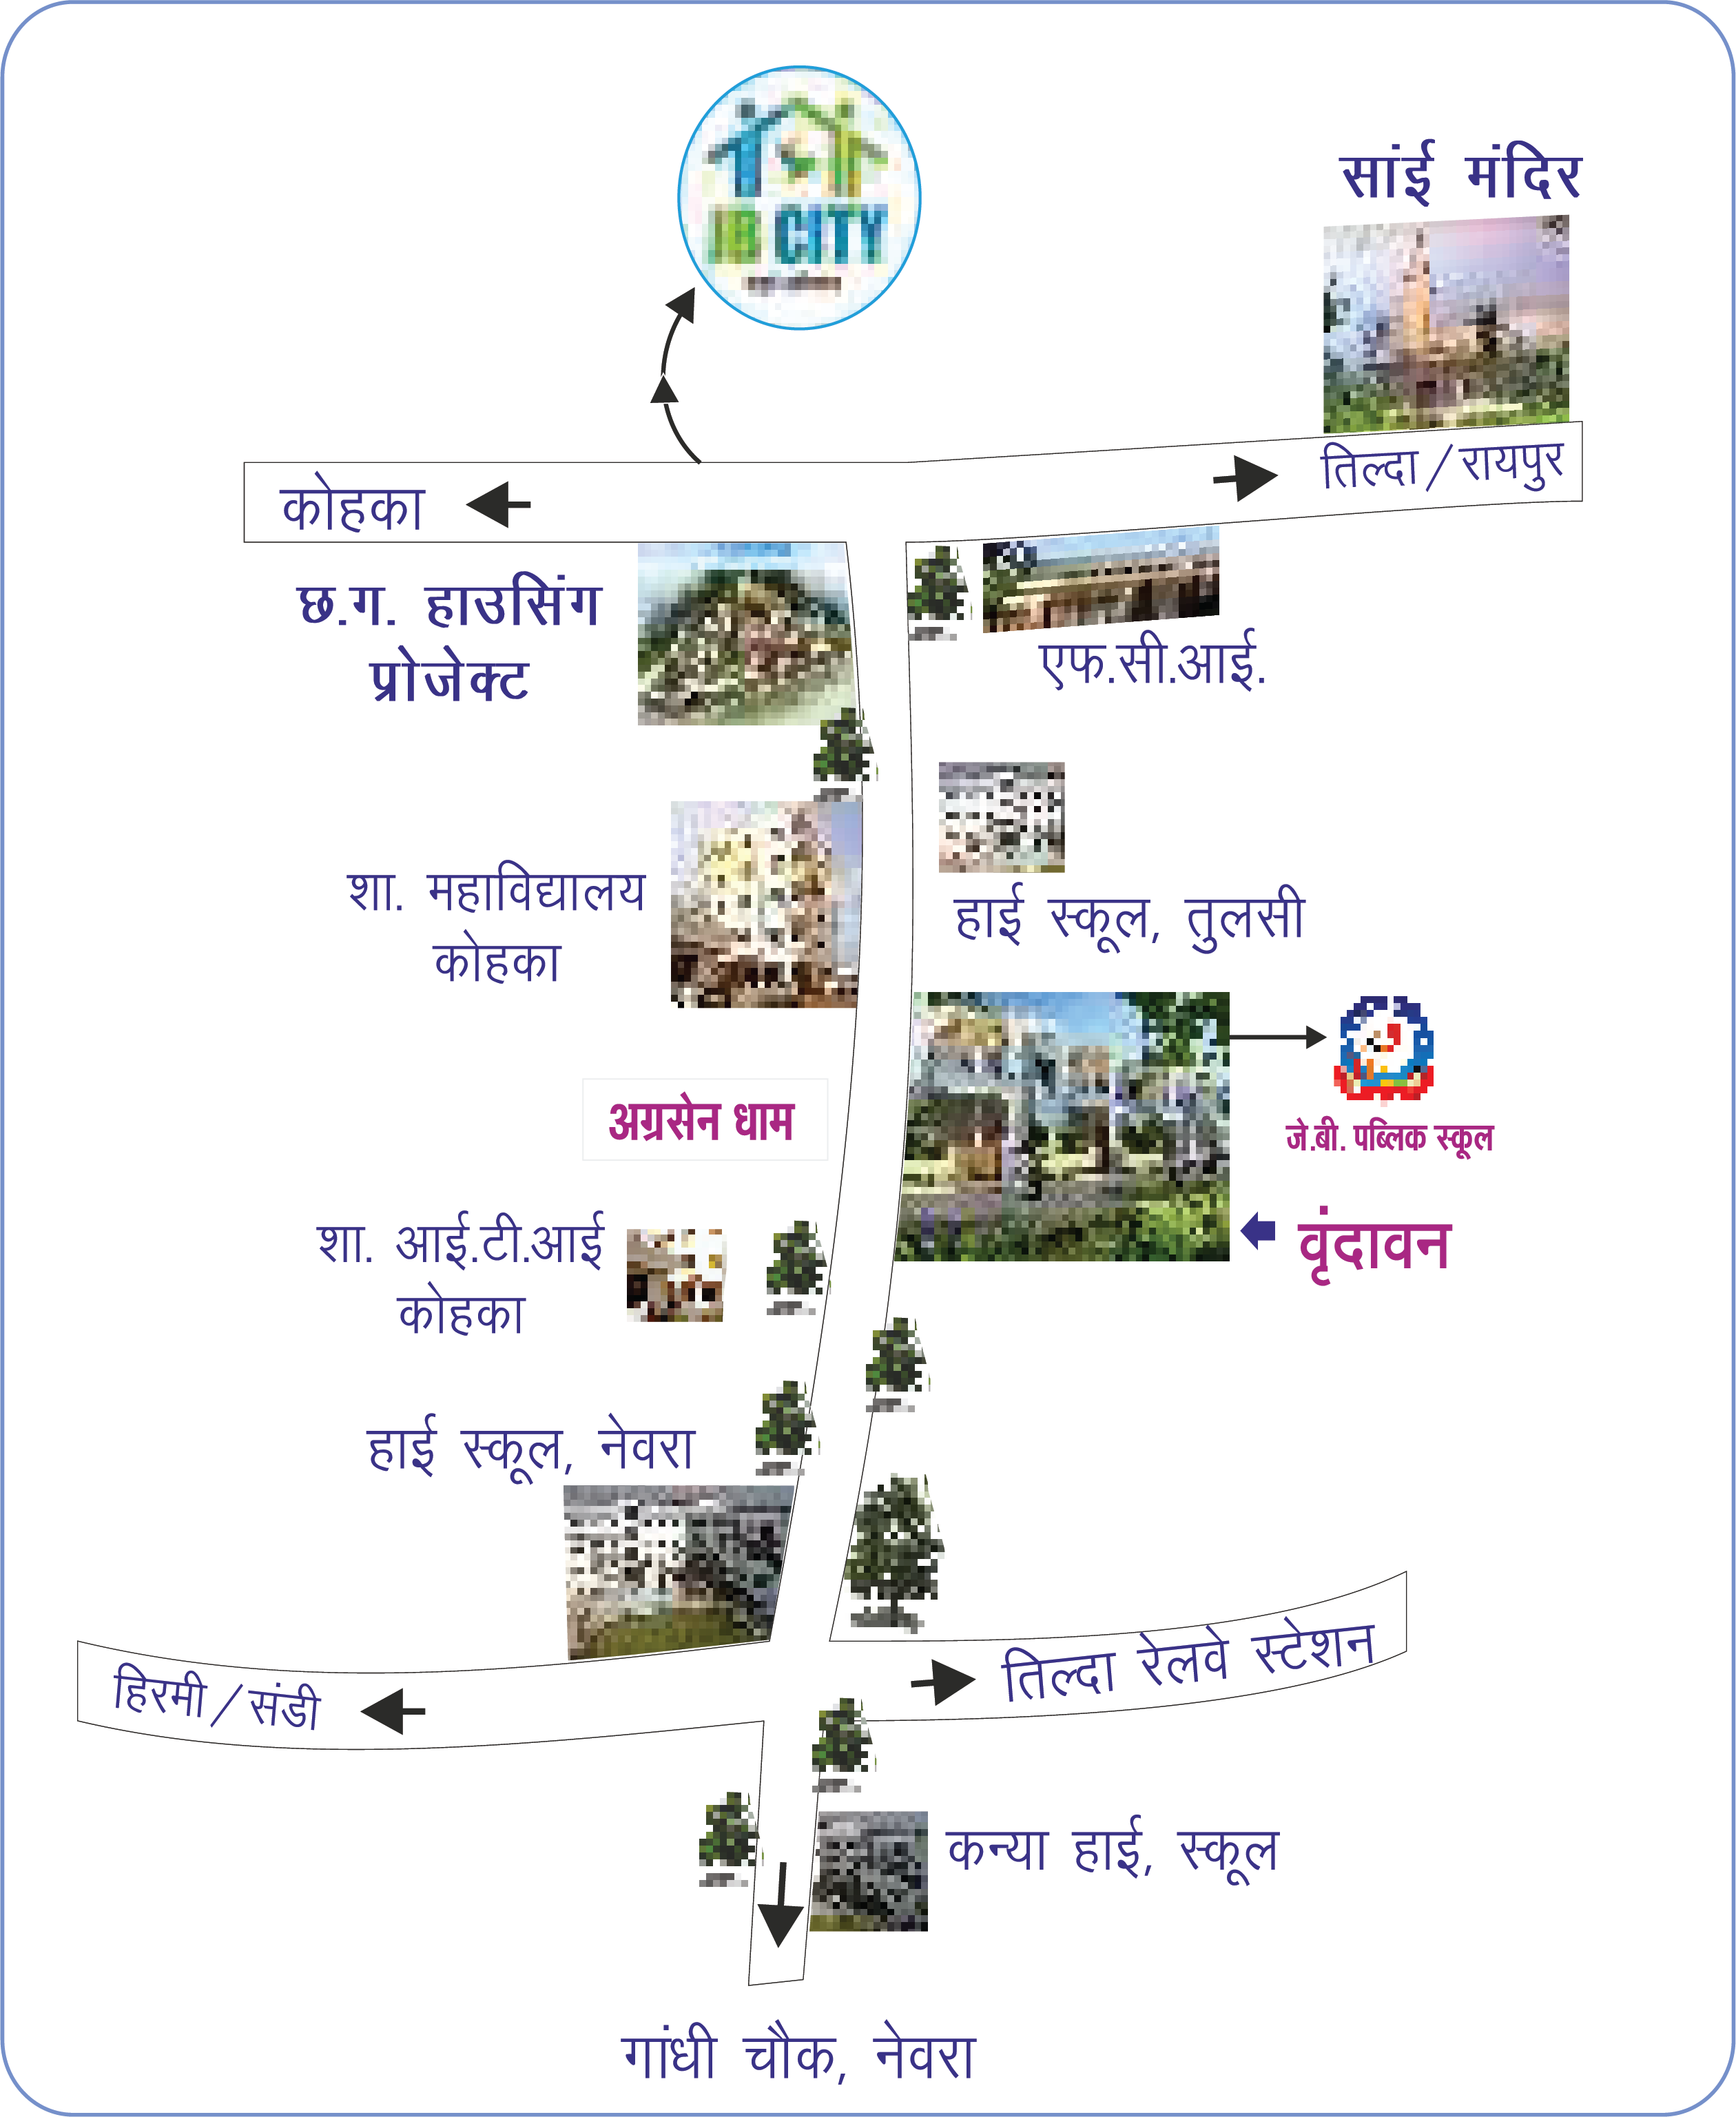 CITY
सांई मंदिर
तिल्दा/रायपुर
कोहका
छ.ग. हाउसिंग
प्रोजेक्ट
एफ.सी.आई.
शा. महाविद्यालय
कोहका
हाई स्कूल, तुलसी
अग्रसेन धाम
जे.बी. पब्लिक स्कूल
वृंदावन
शा. आई.टी.आई
कोहका
हाई स्कूल, नेवरा
हिरमी/संडी
तिल्दा रेलवे स्टेशन
कन्या हाई, स्कूल
गांधी चौक, नेवरा